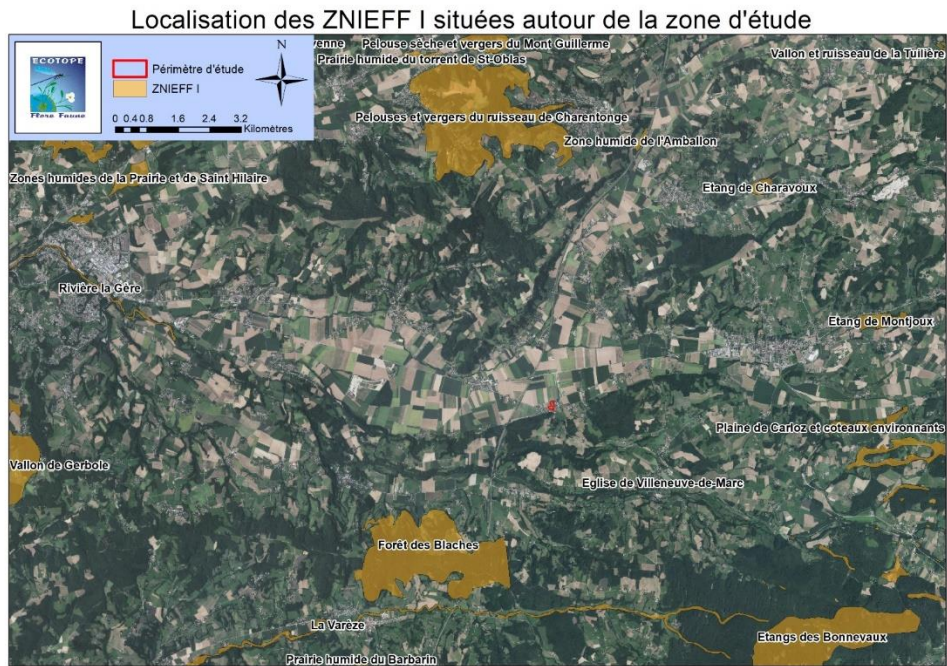 Localisation des ZNIEFF I situées autour de la zone d'étude
ECOTOPE
Flore Faune
Périmètre d'étude
ZNIEFF I
N
0 0.4 0.8 1.6 2.4 3.2
Kilomètres
yenne
Pelouse sèche et vergers du Mont Guillerme
Prairie humide du torrent de St-Oblas
Vallon et ruisseau de la Tuilière
Pelouses et vergers du ruisseau de Charentonge
Zone humide de l'Amballon
Zones humides de la Prairie et de Saint Hilaire
Etang de Charavoux
Rivière la Gère
Etang de Montjoux
Plaine de Carloz et coteaux environnants
Vallon de Gerbole
Eglise de Villeneuve-de-Marc
Forêt des Blaches
La Varèze
Etangs des Bonnevaux
Prairie humide du Barbarin